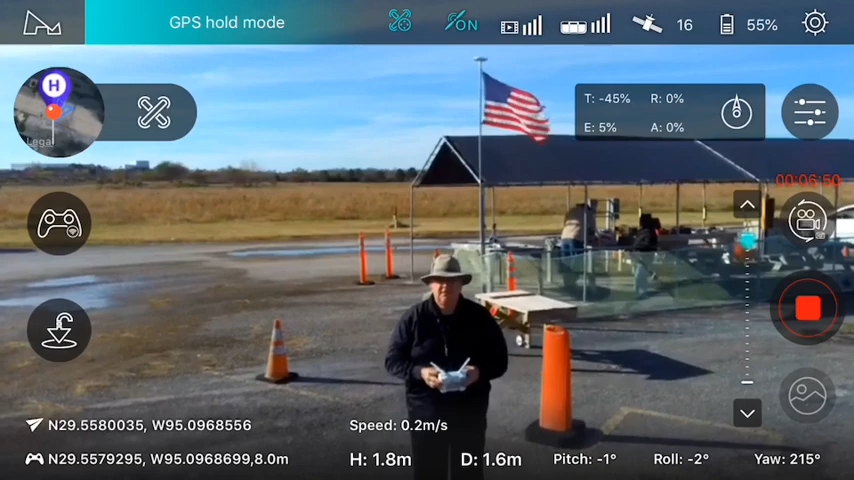 GPS hold mode
ON
16
55%
H
Legal
T: -45% R: 0%
E: 5% A: 0%
00:06:50
N29.5580035, W95.0968556
Speed: 0.2m/s
N29.5579295, W95.0968699,8.0m
H: 1.8m
D: 1.6m
Pitch: -1°
Roll: -2°
Yaw: 215°